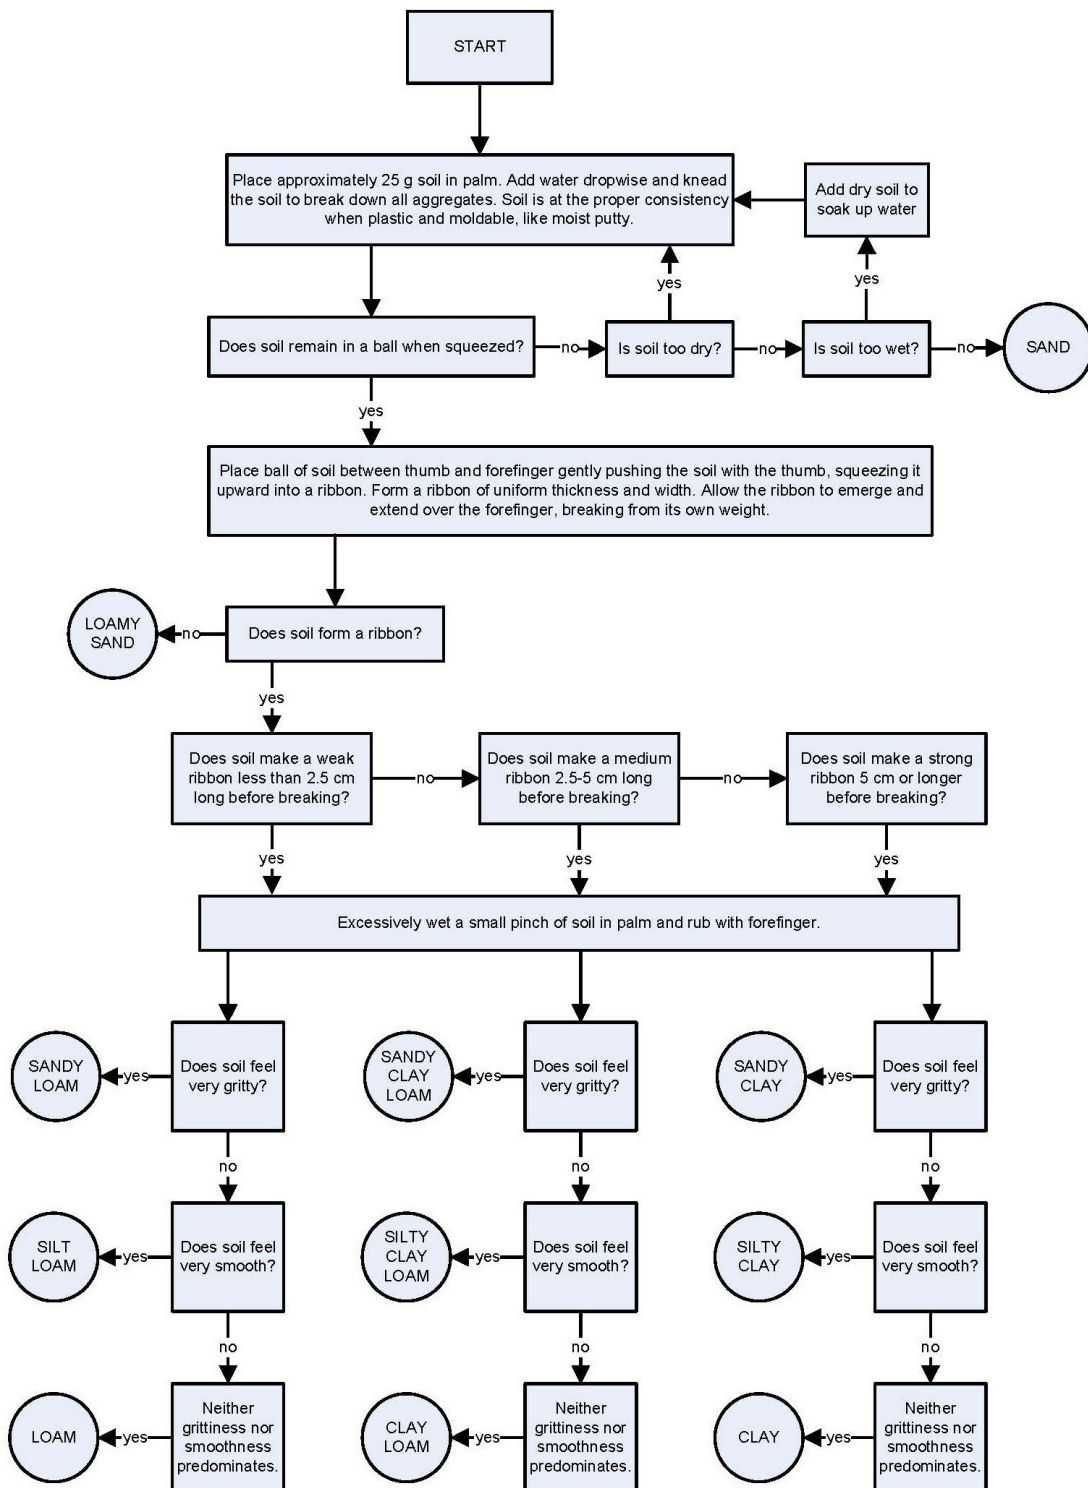 START
Place approximately 25 g soil in palm. Add water dropwise and knead
the soil to break down all aggregates. Soil is at the proper consistency
when plastic and moldable, like moist putty.
Add dry soil to
soak up water
yes
yes
Does soil remain in a ball when squeezed?
no
Is soil too dry?
no
Is soil too wet?
no
SAND
yes
Place ball of soil between thumb and forefinger gently pushing the soil with the thumb, squeezing it
upward into a ribbon. Form a ribbon of uniform thickness and width. Allow the ribbon to emerge and
extend over the forefinger, breaking from its own weight.
LOAMY
SAND
no
Does soil form a ribbon?
yes
Does soil make a weak
ribbon less than 2.5 cm
long before breaking?
no
Does soil make a medium
ribbon 2.5-5 cm long
before breaking?
no
Does soil make a strong
ribbon 5 cm or longer
before breaking?
yes
yes
yes
Excessively wet a small pinch of soil in palm and rub with forefinger.
SANDY
LOAM
yes
Does soil feel
very gritty?
SANDY
CLAY
LOAM
yes
Does soil feel
very gritty?
SANDY
CLAY
yes
Does soil feel
very gritty?
no
no
no
SILT
LOAM
yes
Does soil feel
very smooth?
SILTY
CLAY
LOAM
yes
Does soil feel
very smooth?
SILTY
CLAY
yes
Does soil feel
very smooth?
no
no
no
LOAM
yes
Neither
grittiness nor
smoothness
predominates.
CLAY
LOAM
yes
Neither
grittiness nor
smoothness
predominates.
CLAY
yes
Neither
grittiness nor
smoothness
predominates.